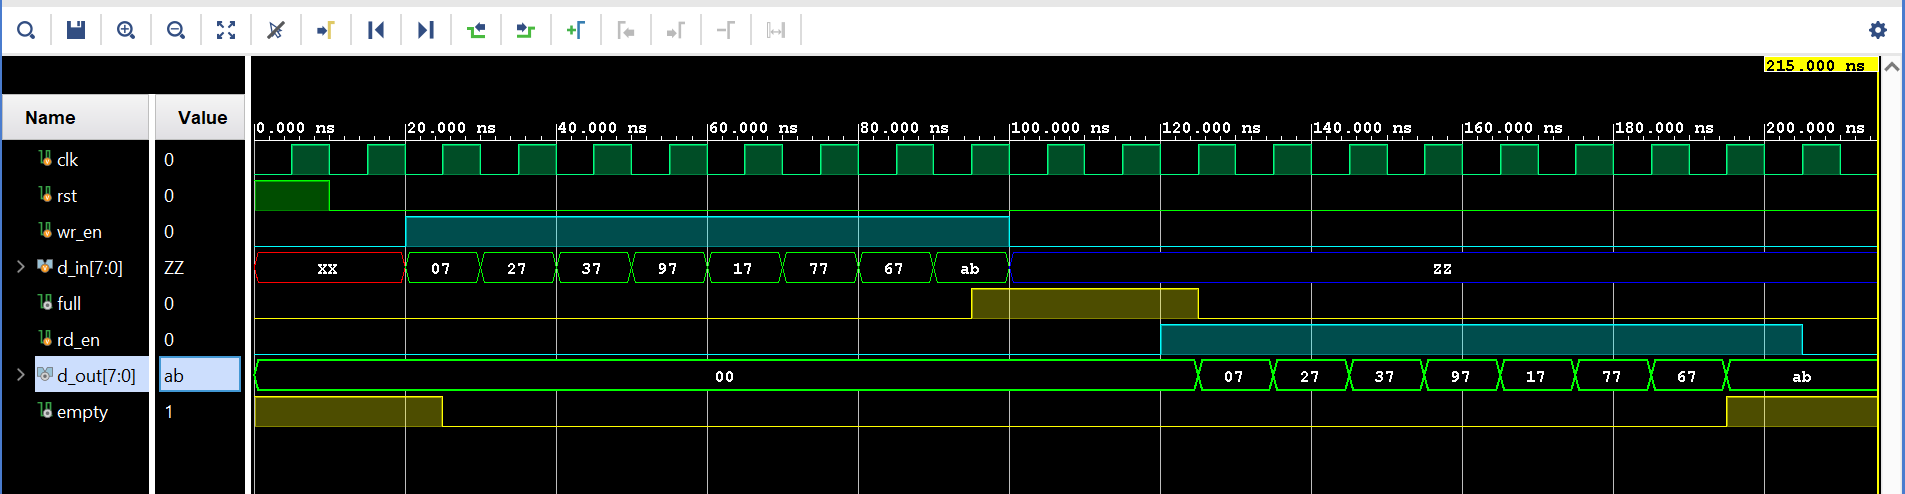 215.000 ns
Name Value
0.000 ns 20.000 ns 40.000 ns 60.000 ns 80.000 ns 100.000 ns 120.000 ns 140.000 ns 160.000 ns 180.000 ns 200.000 ns
clk 0
rst 0
wr_en 0
d_in[7:0] ZZ XX 07 27 37 97 17 77 67 ab ZZ
full 0
rd_en 0
d_out[7:0] ab 00 07 27 37 97 17 77 67 ab
empty 1